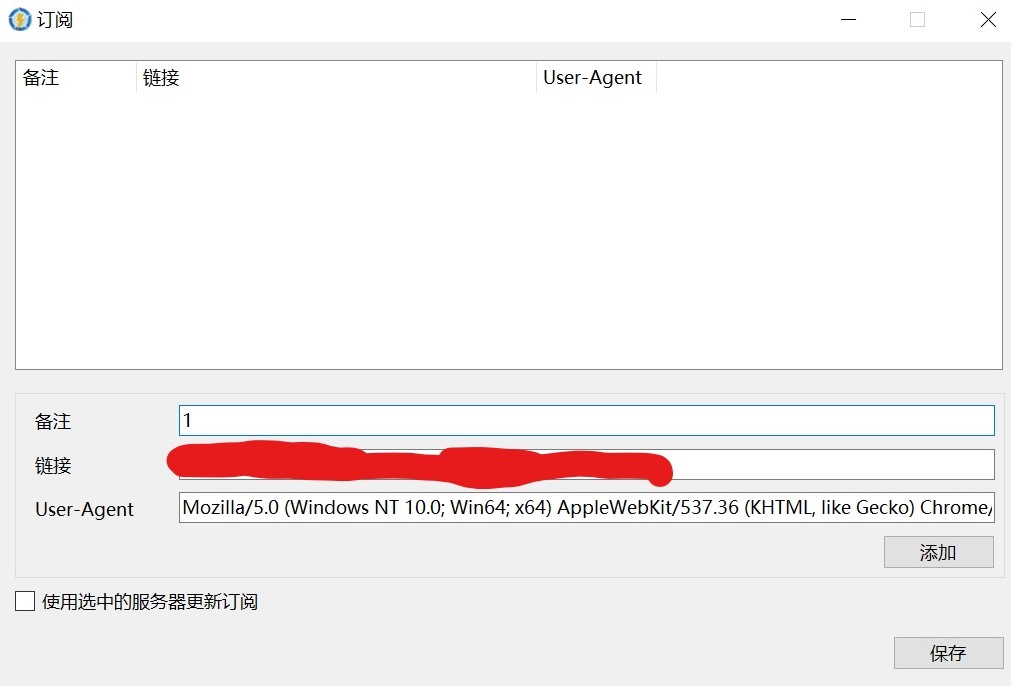 订阅
备注 链接 User-Agent
备注 1
链接
User-Agent Mozilla/5.0 (Windows NT 10.0; Win64; x64) AppleWebKit/537.36 (KHTML, like Gecko) Chrome/
添加
使用选中的服务器更新订阅
保存